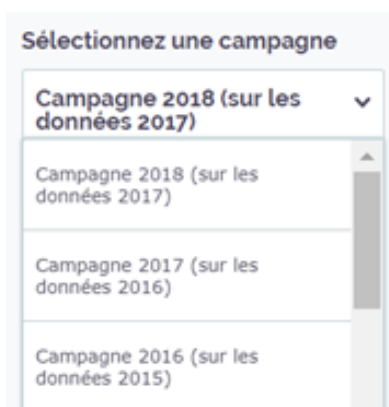 Sélectionnez une campagne
Campagne 2018 (sur les
données 2017)
Campagne 2018 (sur les
données 2017)
Campagne 2017 (sur les
données 2016)
Campagne 2016 (sur les
données 2015)